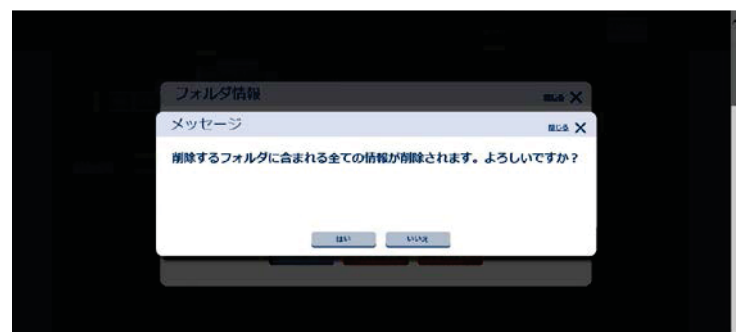 フォルダ情報
閉じる
メッセージ
閉じる
削除するフォルダに含まれる全ての情報が削除されます。よろしいですか？
はい
いいえ